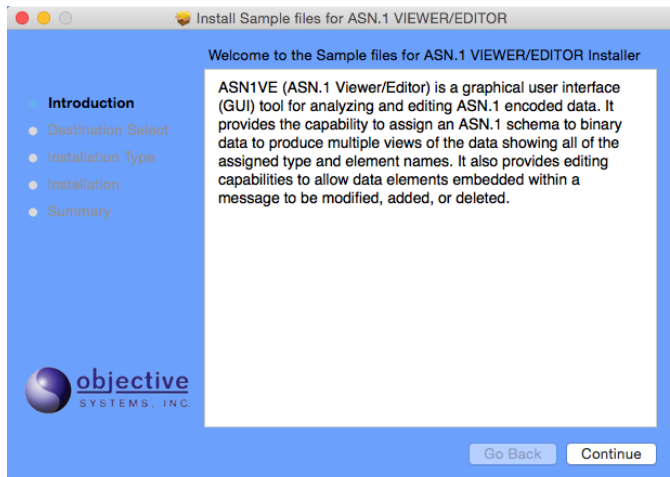 Install Sample files for ASN.1 VIEWER/EDITOR
Welcome to the Sample files for ASN.1 VIEWER/EDITOR Installer
Introduction
Destination Select
Installation Type
Installation
Summary
ASN1VE (ASN.1 Viewer/Editor) is a graphical user interface
(GUI) tool for analyzing and editing ASN.1 encoded data. It
provides the capability to assign an ASN.1 schema to binary
data to produce multiple views of the data showing all of the
assigned type and element names. It also provides editing
capabilities to allow data elements embedded within a
message to be modified, added, or deleted.
objective
SYSTEMS, INC.
Go Back
Continue